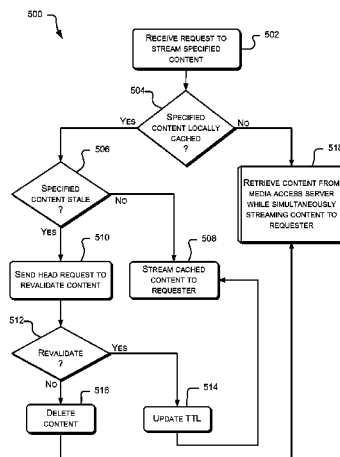 500
RECEIVE REQUEST TO
STREAM SPECIFIED
CONTENT
502
504
SPECIFIED
CONTENT LOCALLY
CACHED
?
Yes
No
506
SPECIFIED
CONTENT STALE
?
No
Yes
518
RETRIEVE CONTENT FROM
MEDIA ACCESS SERVER
WHILE SIMULTANEOUSLY
STREAMING CONTENT TO
REQUESTER
510
SEND HEAD REQUEST TO
REVALIDATE CONTENT
508
STREAM CACHED
CONTENT TO
REQUESTER
512
REVALIDATE
?
Yes
No
516
DELETE
CONTENT
514
UPDATE TTL